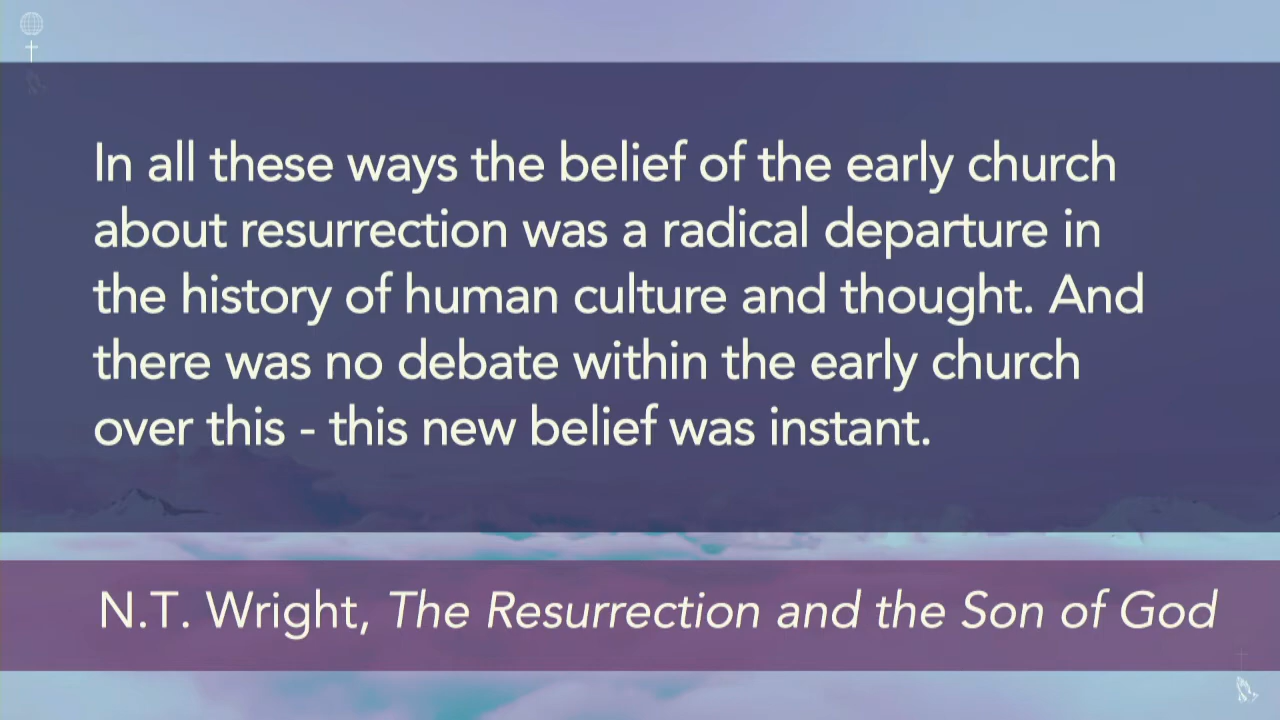 In all these ways the belief of the early church
about resurrection was a radical departure in
the history of human culture and thought. And
there was no debate within the early church
over this - this new belief was instant.
N.T. Wright, The Resurrection and the Son of God